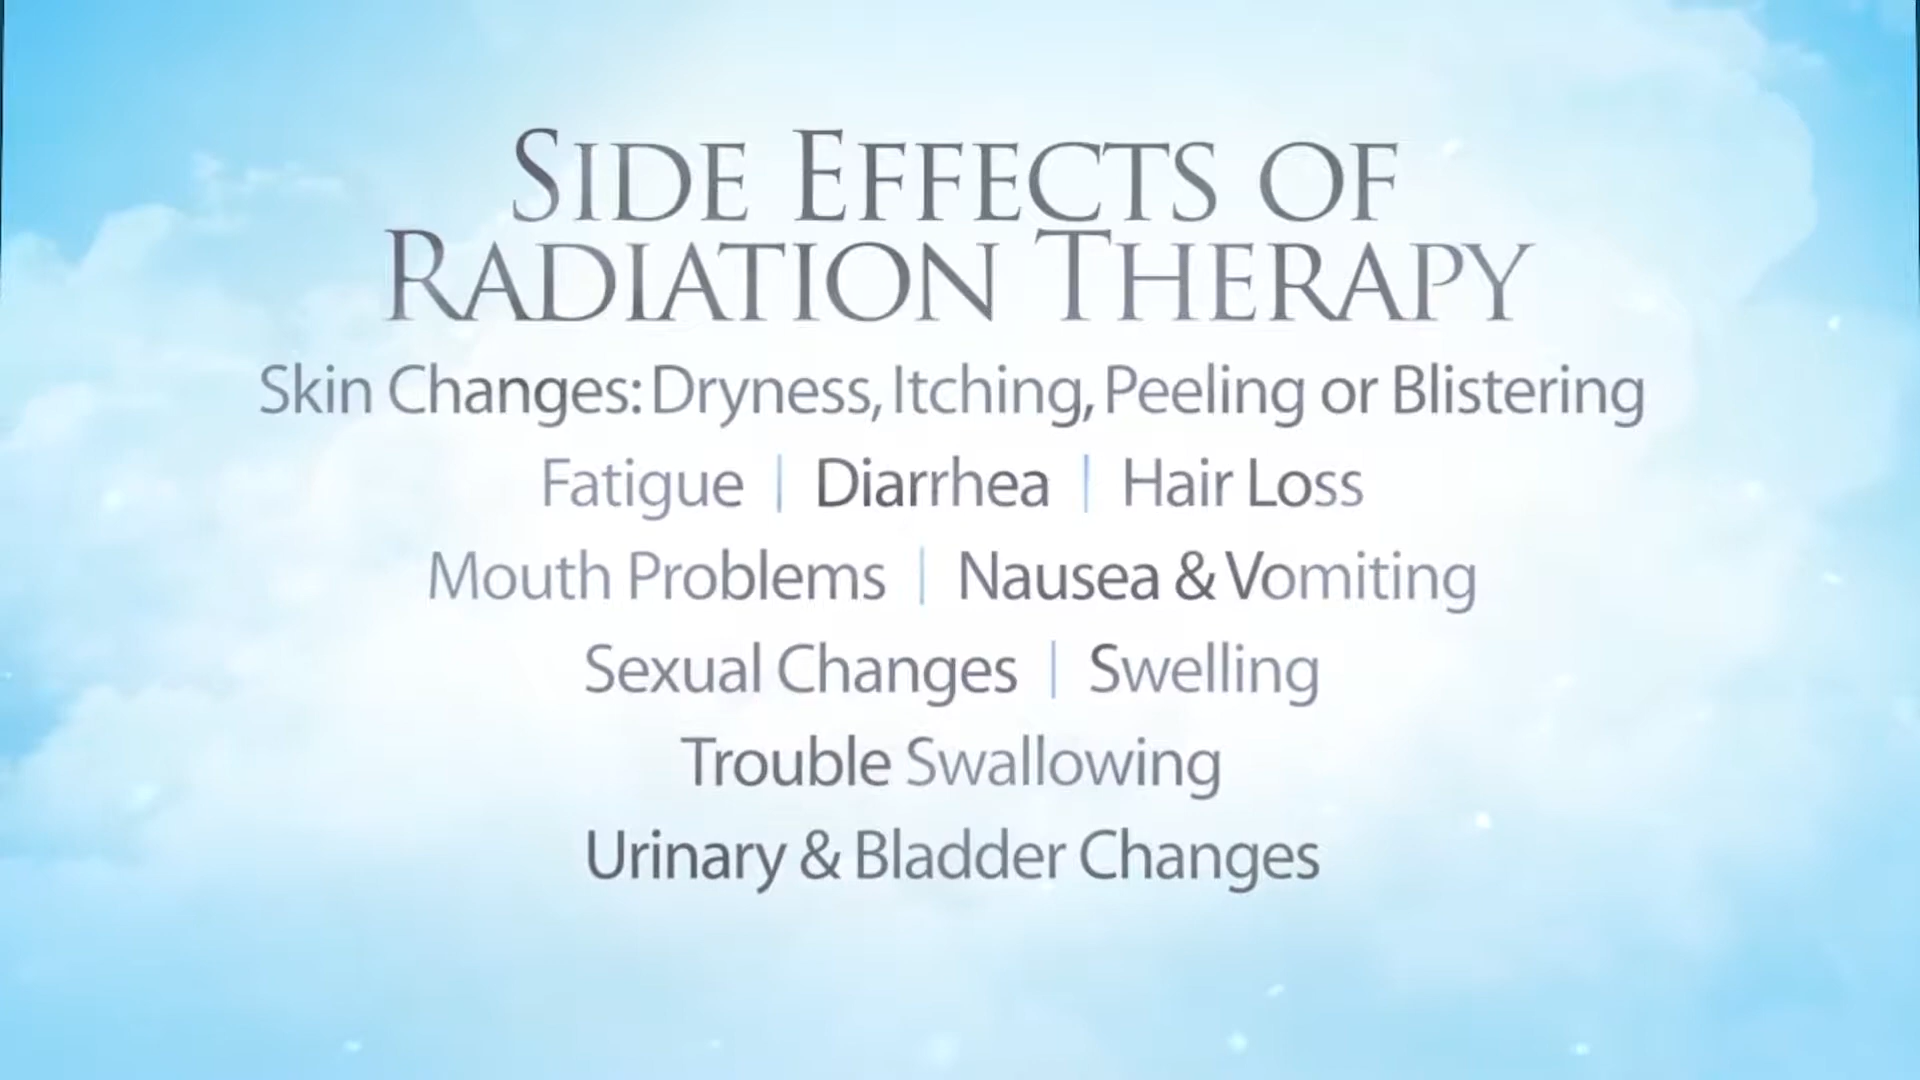 Side Effects of
Radiation Therapy
Skin Changes: Dryness, Itching, Peeling or Blistering
Fatigue | Diarrhea | Hair Loss
Mouth Problems | Nausea & Vomiting
Sexual Changes | Swelling
Trouble Swallowing
Urinary & Bladder Changes